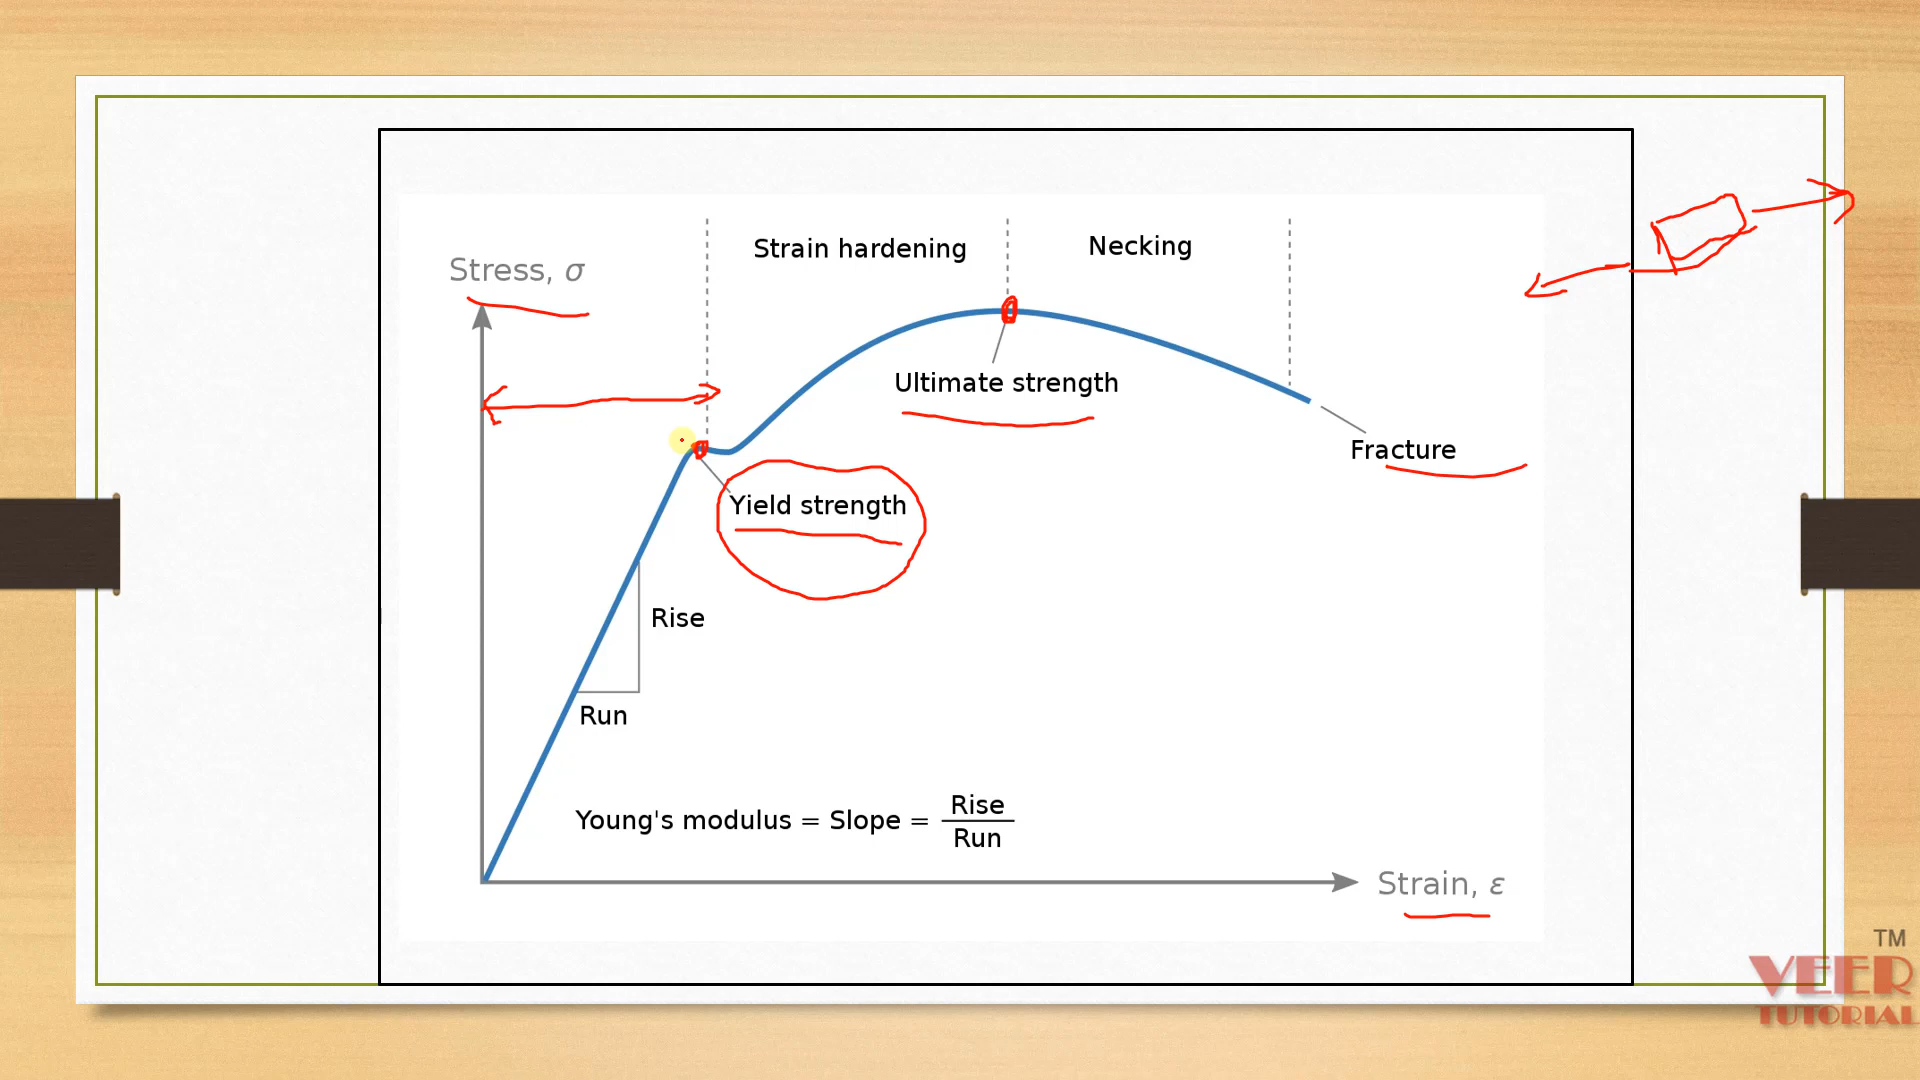 Strain hardening
Necking
Stress, σ
Ultimate strength
Fracture
Yield strength
Rise
Run
Young's modulus = Slope = Rise
Run
Strain, ε
TM
VEER
TUTORIAL